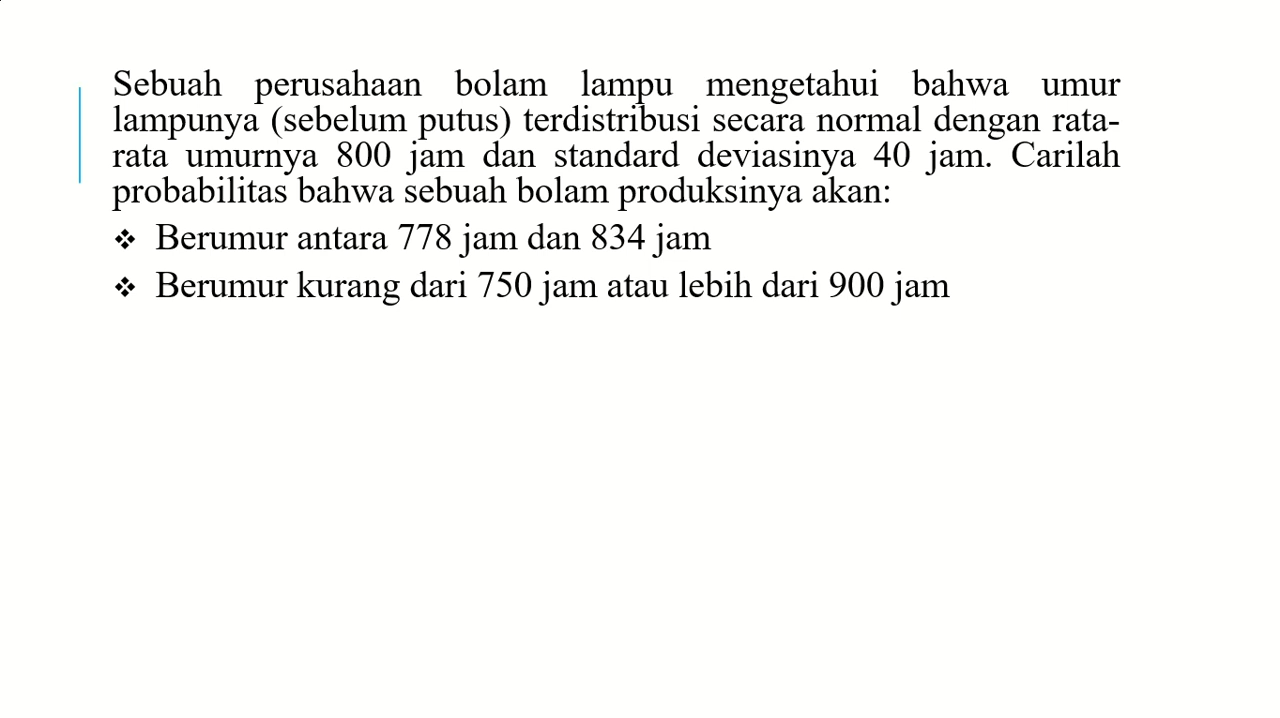 Sebuah perusahaan bolam lampu mengetahui bahwa umur
lampunya (sebelum putus) terdistribusi secara normal dengan rata-
rata umurnya 800 jam dan standard deviasinya 40 jam. Carilah
probabilitas bahwa sebuah bolam produksinya akan:
❖ Berumur antara 778 jam dan 834 jam
❖ Berumur kurang dari 750 jam atau lebih dari 900 jam